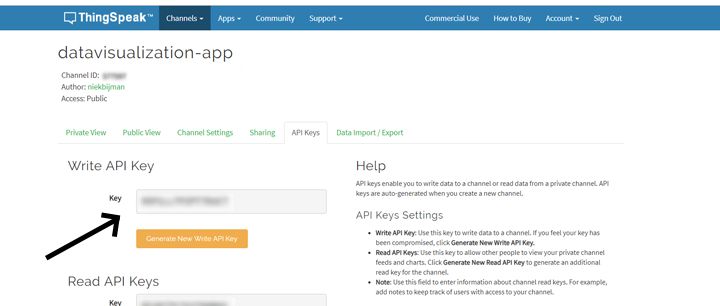 ThingSpeak™ Channels Apps Community Support Commercial Use How to Buy Account Sign Out
datavisualization-app
Channel ID:
Author: niekbijman
Access: Public
Private View Public View Channel Settings Sharing API Keys Data Import / Export
Write API Key
Key
Generate New Write API Key
Read API Keys
Key
Help
API keys enable you to write data to a channel or read data from a private channel. API
keys are auto-generated when you create a new channel.
API Keys Settings
• Write API Key: Use this key to write data to a channel. If you feel your key has
been compromised, click Generate New Write API Key.
• Read API Keys: Use this key to allow other people to view your private channel
feeds and charts. Click Generate New Read API Key to generate an additional
read key for the channel.
• Note: Use this field to enter information about channel read keys. For example,
add notes to keep track of users with access to your channel.